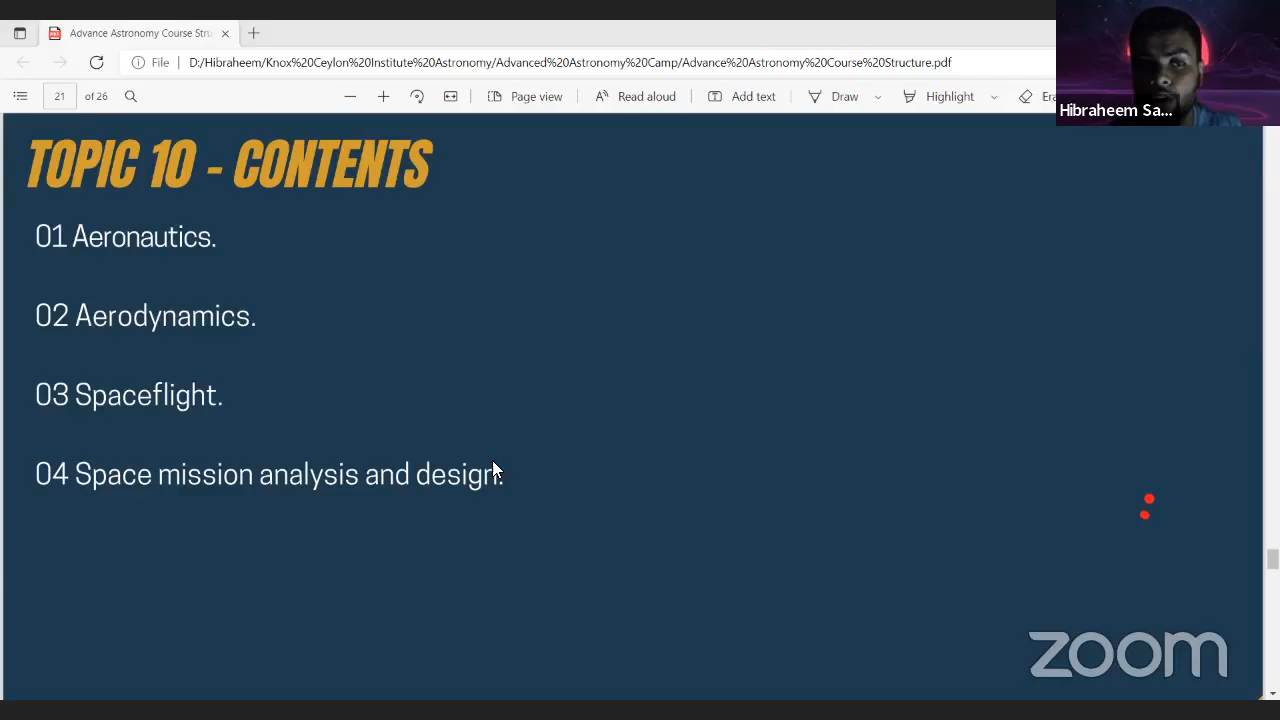 Advance Astronomy Course Stru
File
D:/Hibraheem/Knox%20Ceylon%20Institute%20Astronomy/Advanced%20Astronomy%20Camp/Advance%20Astronomy%20Course%20Structure.pdf
Hibraheem Sa...
21 of 26
Page view
Read aloud
Add text
Draw
Highlight
Era
TOPIC 10 - CONTENTS
01 Aeronautics.
02 Aerodynamics.
03 Spaceflight.
04 Space mission analysis and design.
zoom